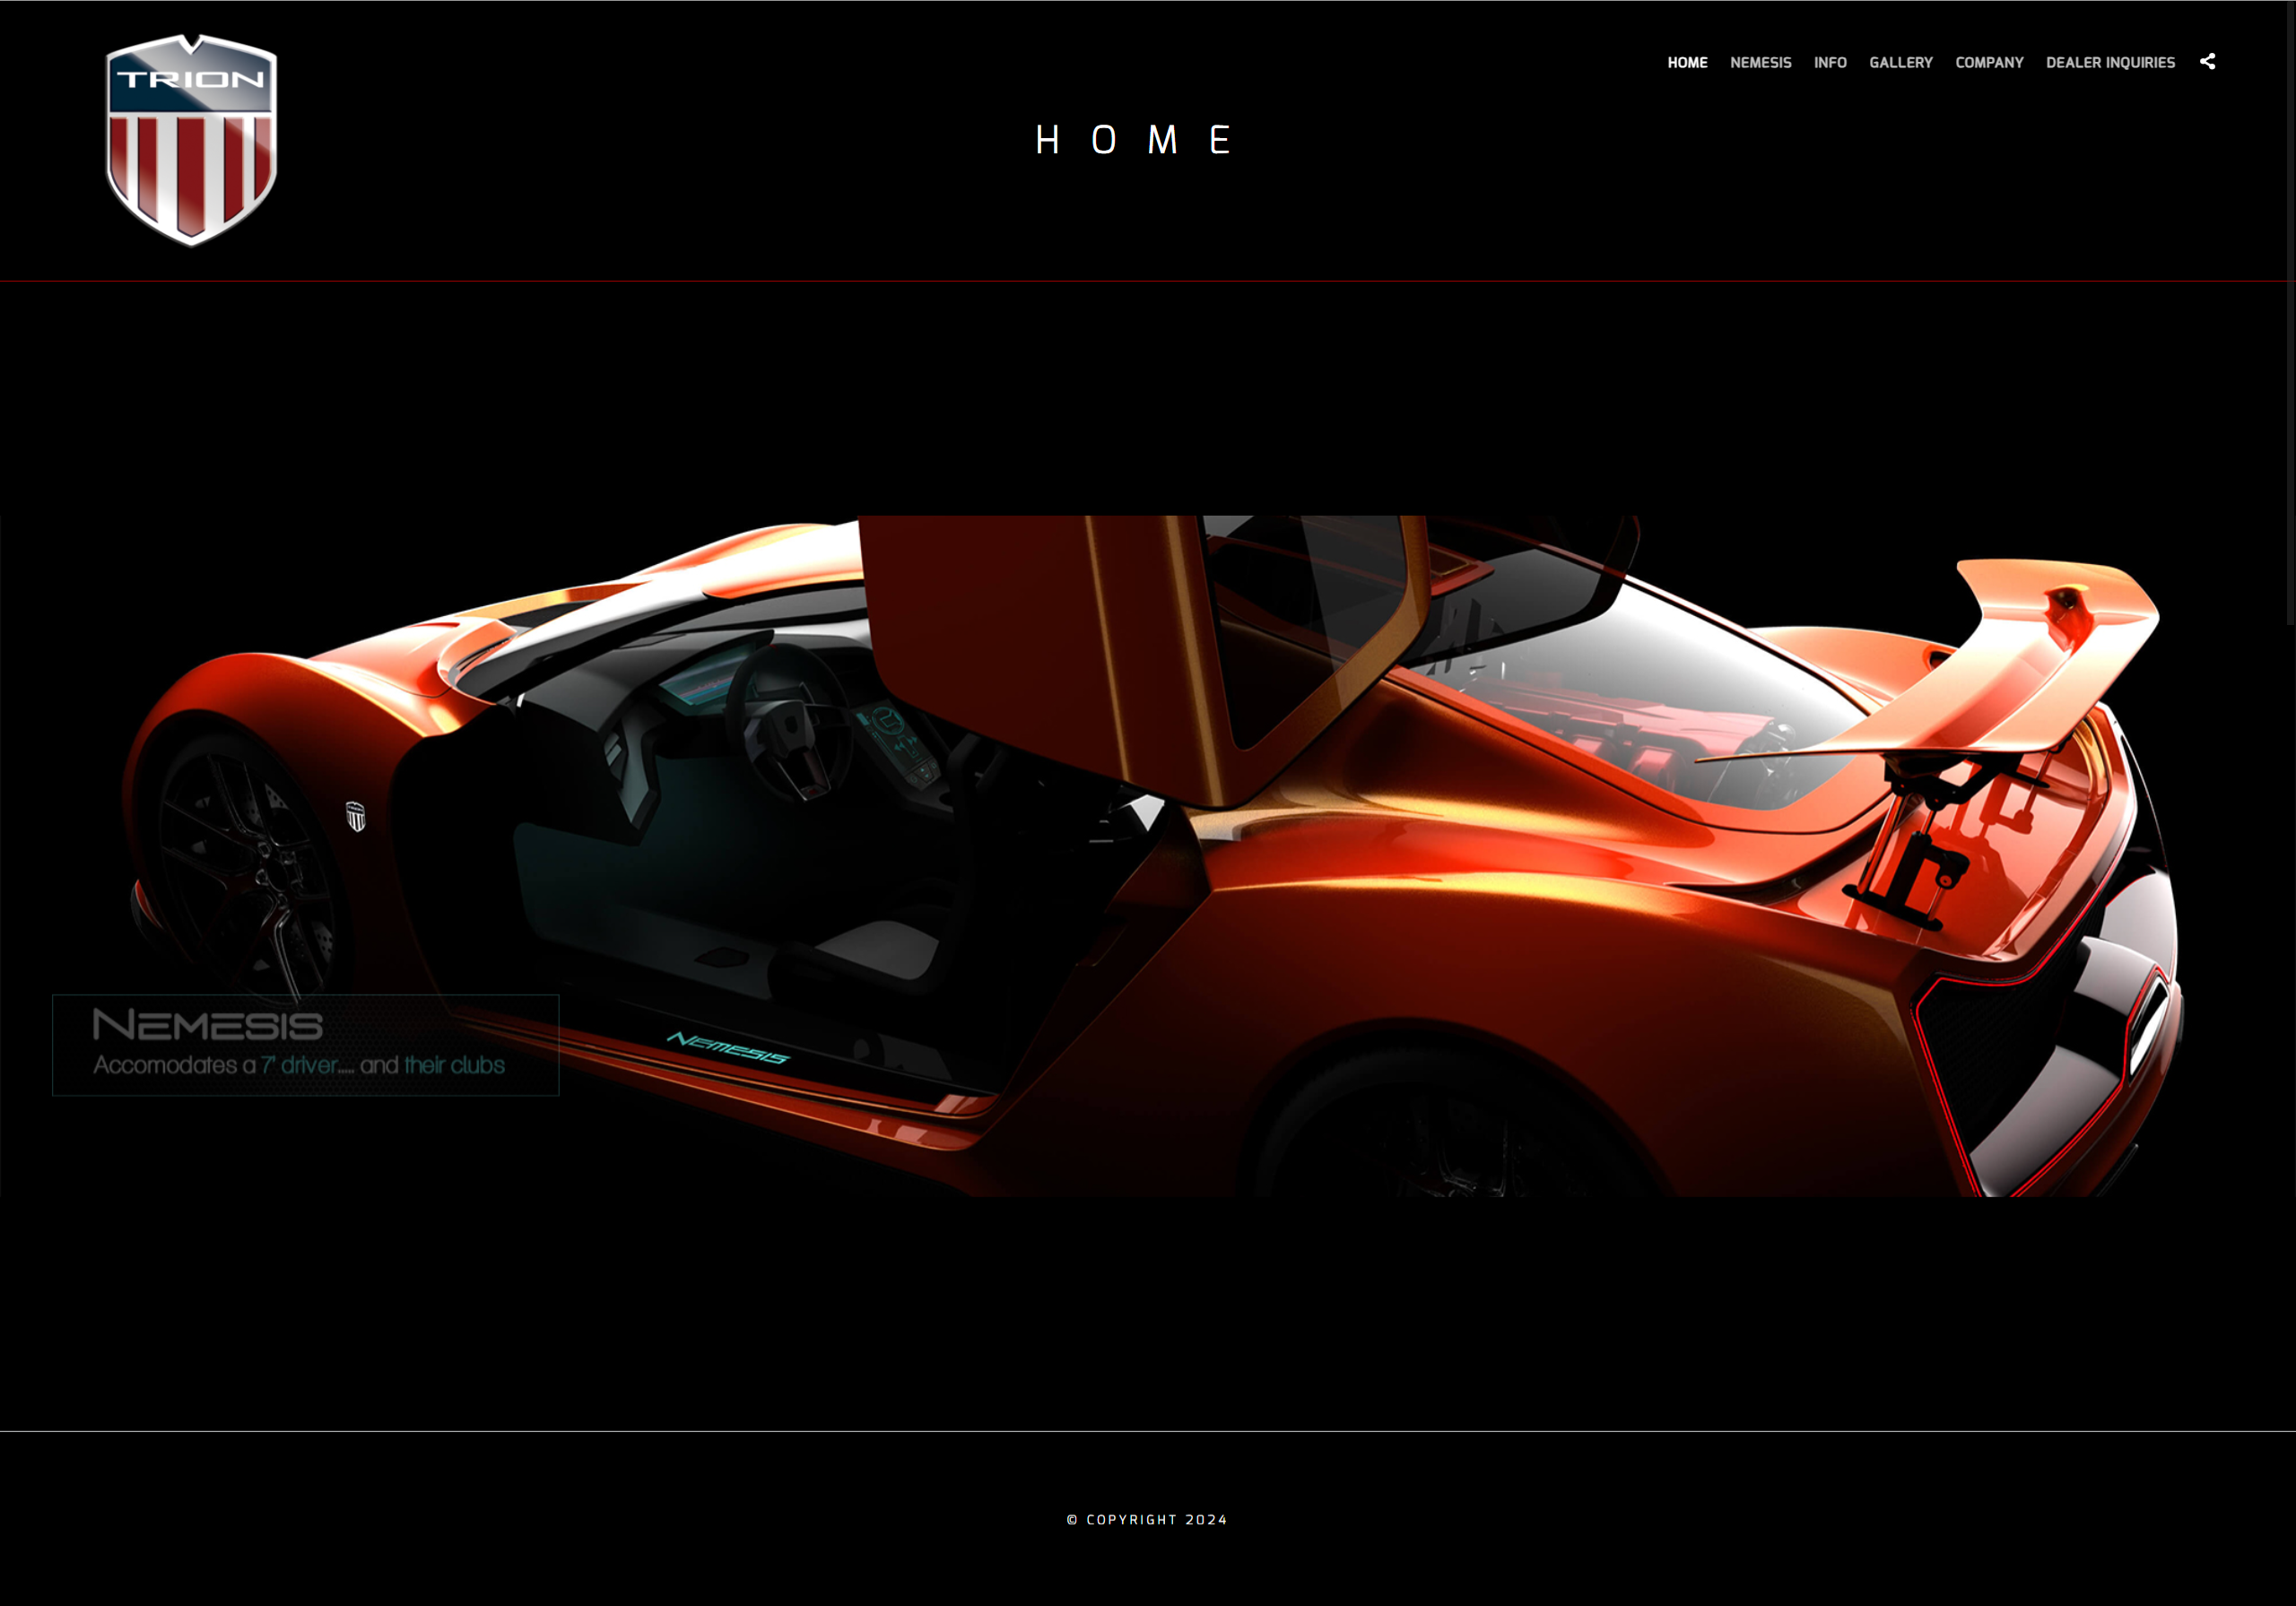 TRION
HOME NEMESIS INFO GALLERY COMPANY DEALER INQUIRIES
HOME
NEMESIS
Accomodates a 7' driver..... and their clubs
NEMESIS
© COPYRIGHT 2024